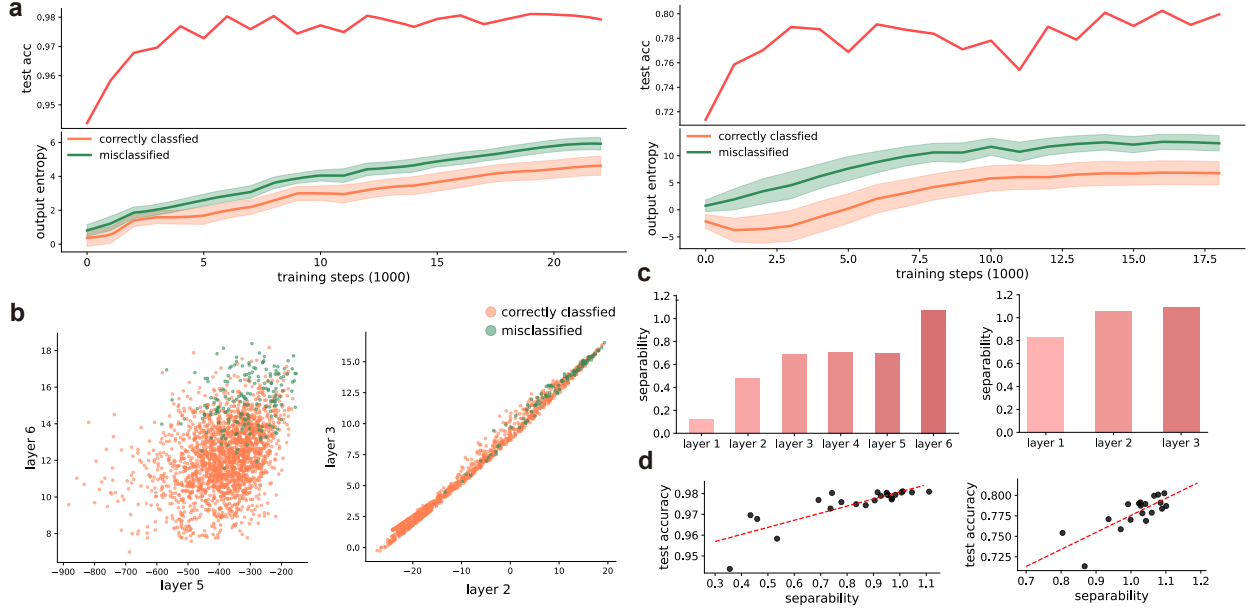 a
test acc
0.98
0.97
0.96
0.95
correctly classfied
misclassified
output entropy
6
4
2
0
0 5 10 15 20
training steps (1000)
test acc
0.80
0.78
0.76
0.74
0.72
correctly classfied
misclassified
output entropy
10
5
0
−5
0.0 2.5 5.0 7.5 10.0 12.5 15.0 17.5
training steps (1000)
b
correctly classfied
misclassified
layer 6
18
16
14
12
10
8
−900 −800 −700 −600 −500 −400 −300 −200
layer 5
layer 3
15.0
12.5
10.0
7.5
5.0
2.5
0.0
−20 −10 0 10 20
layer 2
c
separability
1.2
1.0
0.8
0.6
0.4
0.2
0.0
layer 1 layer 2 layer 3 layer 4 layer 5 layer 6
separability
1.2
1.0
0.8
0.6
0.4
0.2
0.0
layer 1 layer 2 layer 3
d
test accuracy
0.98
0.97
0.96
0.95
0.3 0.4 0.5 0.6 0.7 0.8 0.9 1.0 1.1
separability
test accuracy
0.800
0.775
0.750
0.725
0.7 0.8 0.9 1.0 1.1 1.2
separability